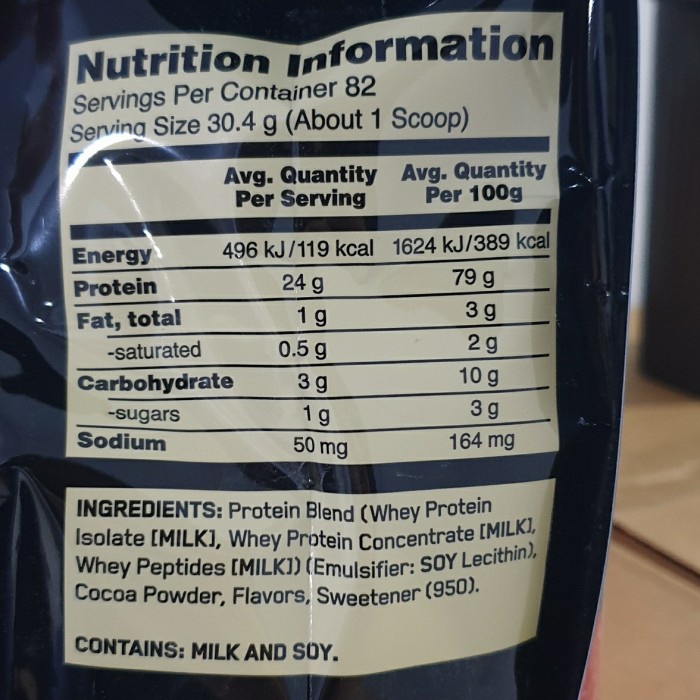 Nutrition Information
Servings Per Container 82
Serving Size 30.4 g (About 1 Scoop)
Avg. Quantity Per Serving Avg. Quantity Per 100g
Energy 496 kJ/119 kcal 1624 kJ/389 kcal
Protein 24 g 79 g
Fat, total 1 g 3 g
-saturated 0.5 g 2 g
Carbohydrate 3 g 10 g
-sugars 1 g 3 g
Sodium 50 mg 164 mg
INGREDIENTS: Protein Blend (Whey Protein
Isolate [MILK], Whey Protein Concentrate [MILK],
Whey Peptides [MILK]) (Emulsifier: SOY Lecithin),
Cocoa Powder, Flavors, Sweetener (950).
CONTAINS: MILK AND SOY.